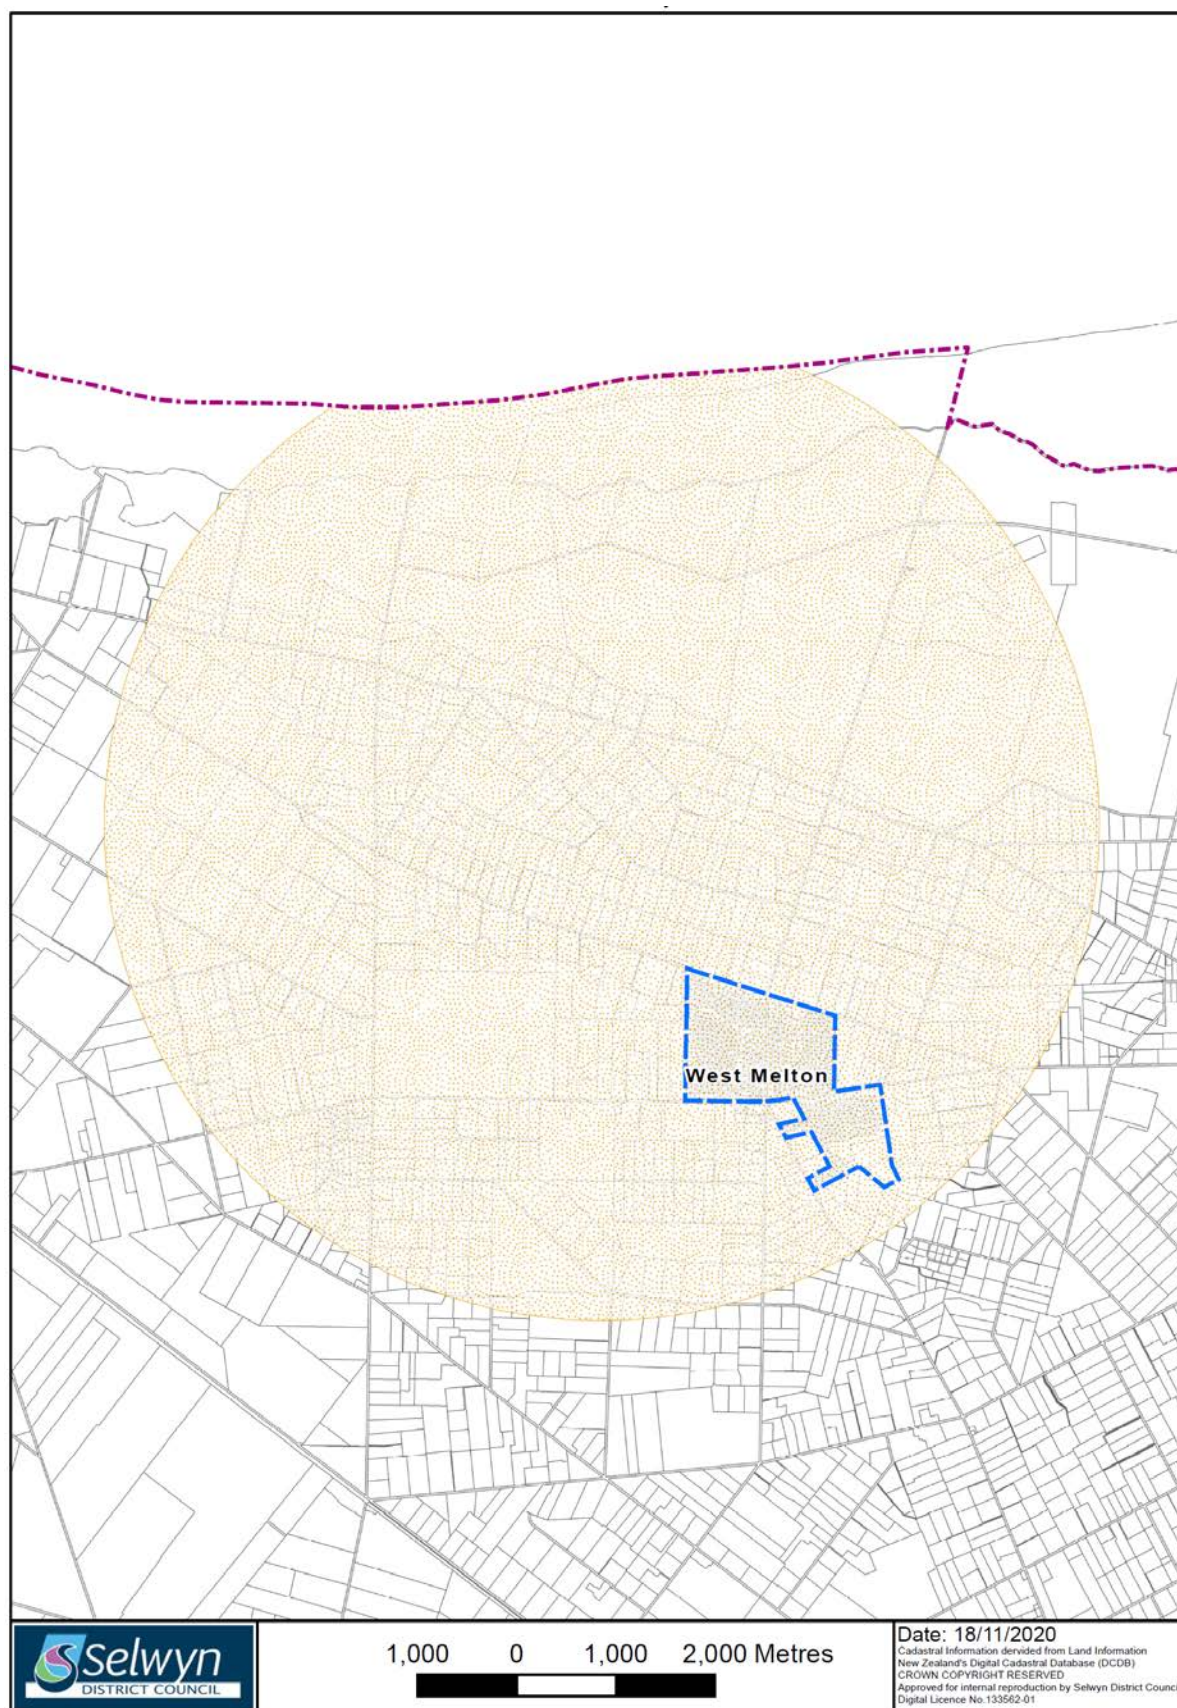 West Melton
Selwyn
DISTRICT COUNCIL
1,000 0 1,000 2,000 Metres
Date: 18/11/2020
Cadastral Information dervided from Land Information
New Zealand's Digital Cadastral Database (DCDB)
CROWN COPYRIGHT RESERVED
Approved for internal reproduction by Selwyn District Counci
Digital Licence No.133562-01